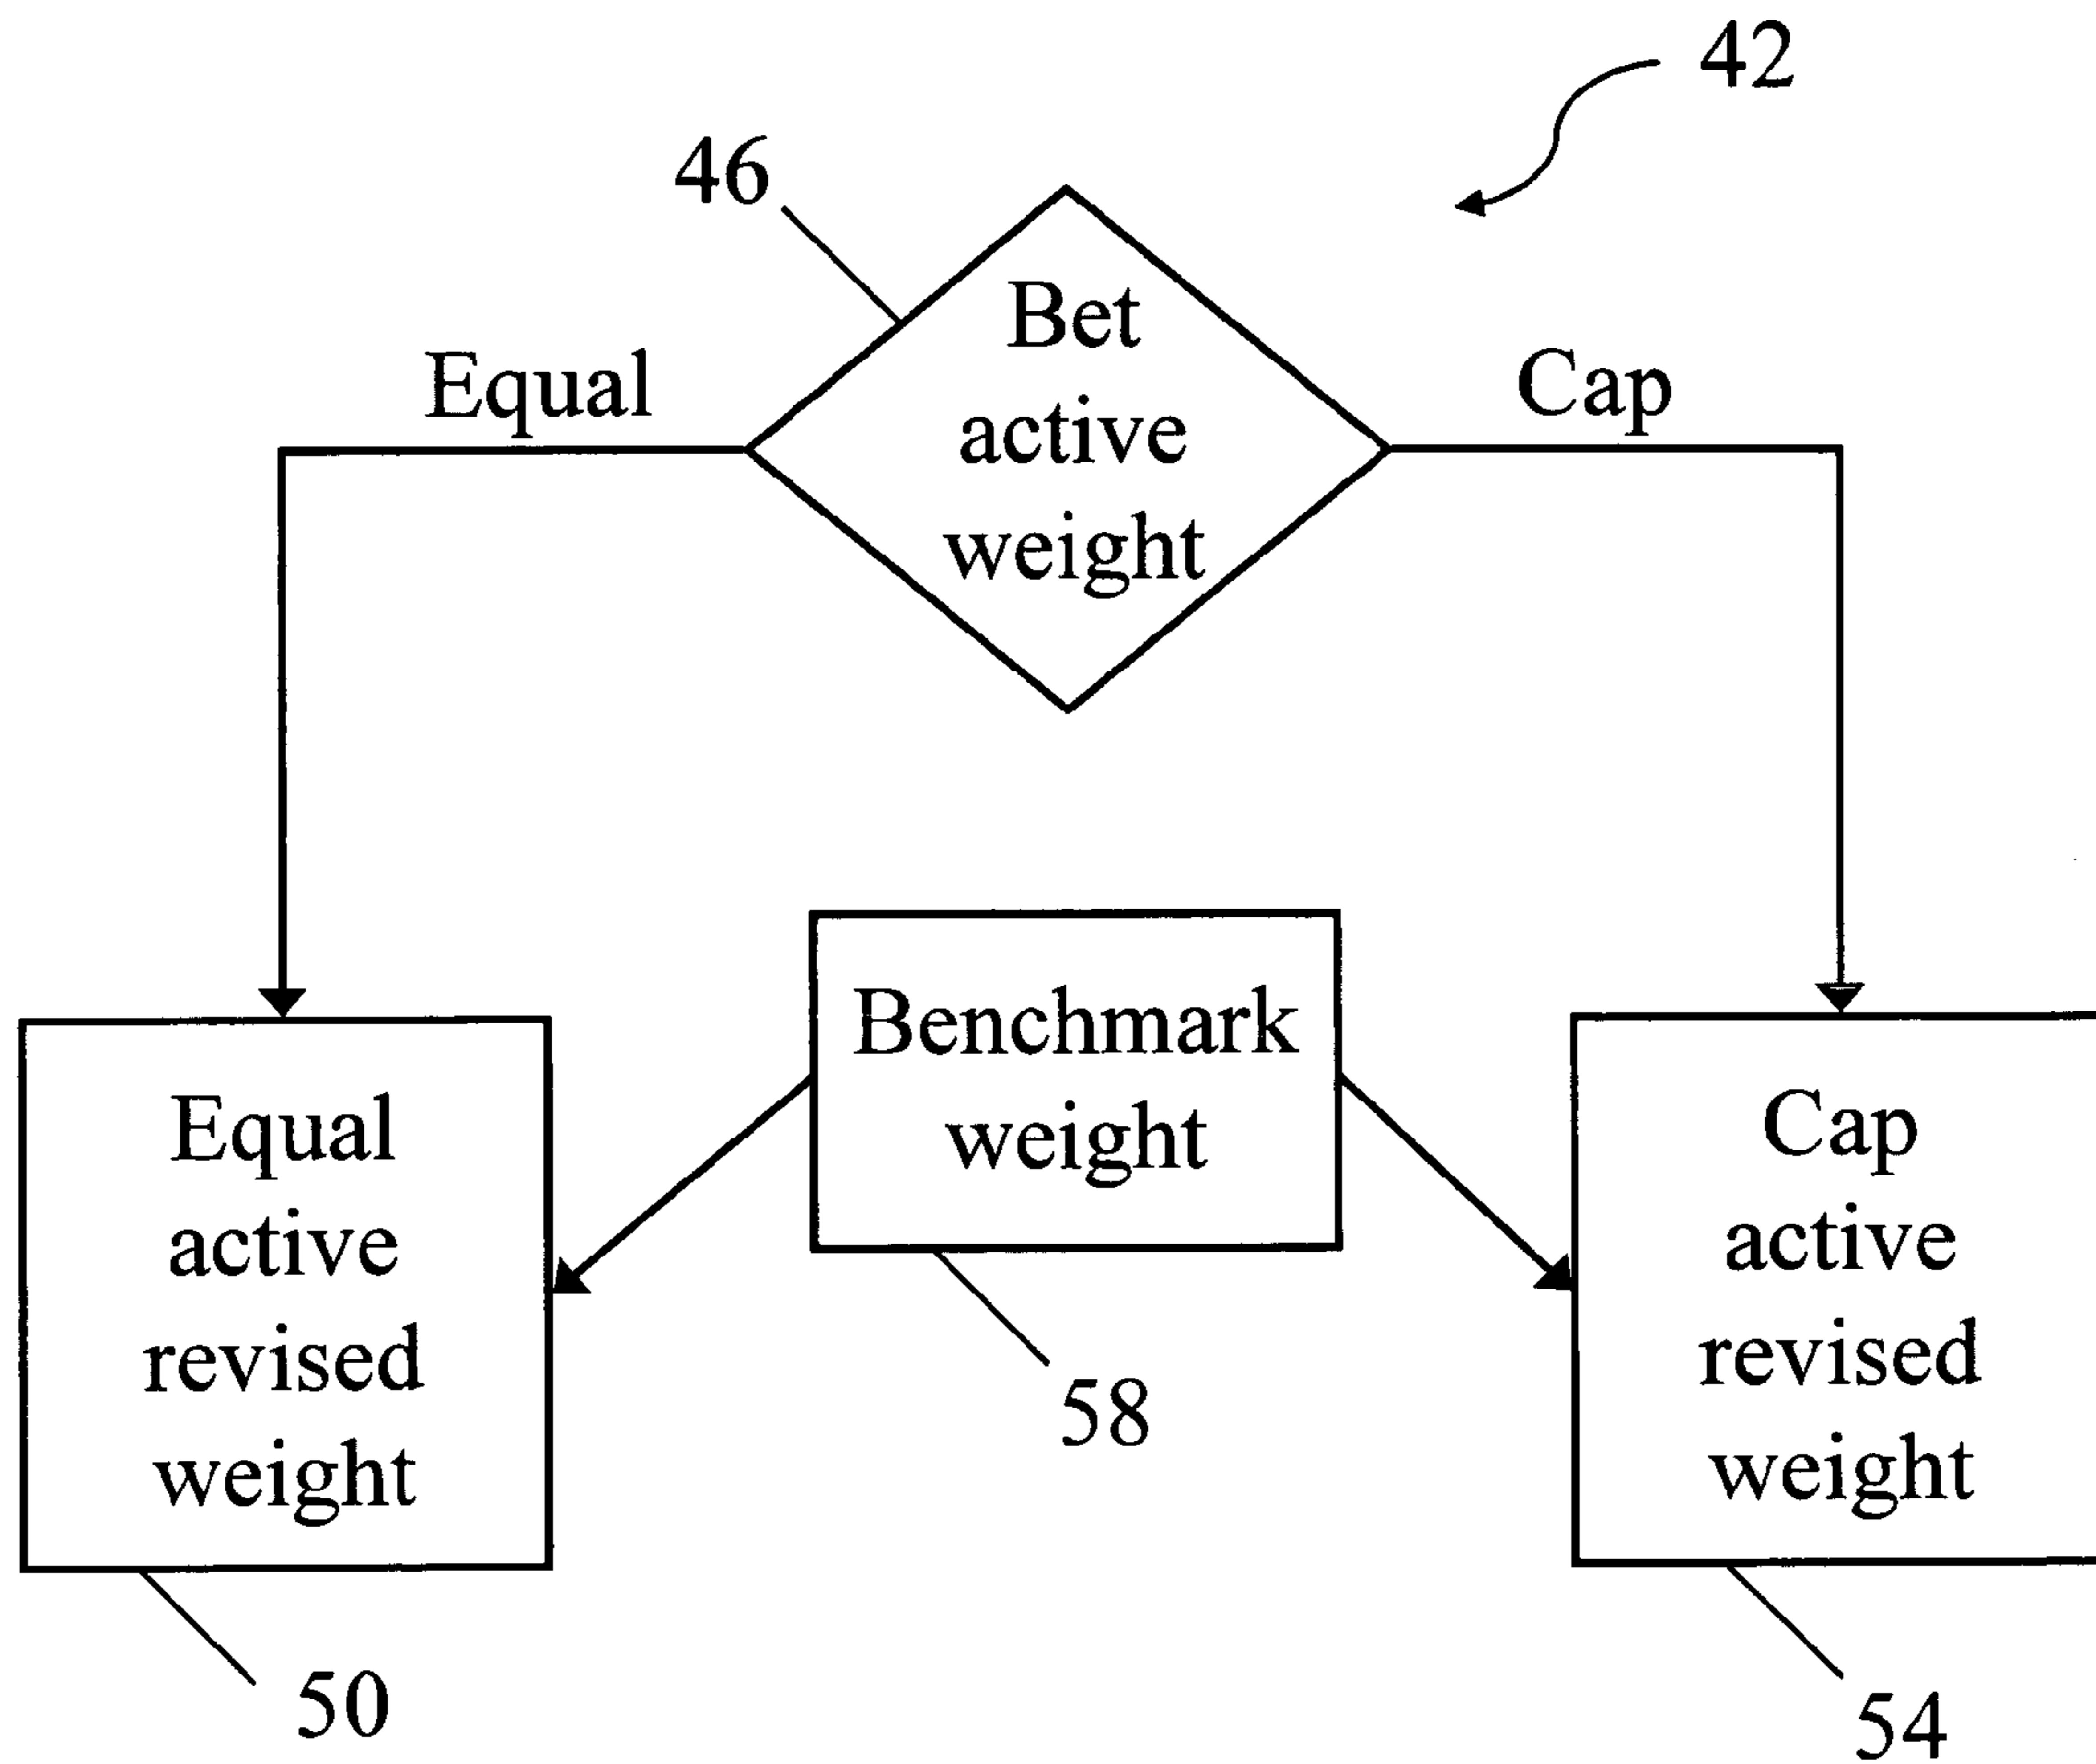 42
46
Bet
active
weight
Equal
Cap
Benchmark
weight
58
Equal
active
revised
weight
50
Cap
active
revised
weight
54